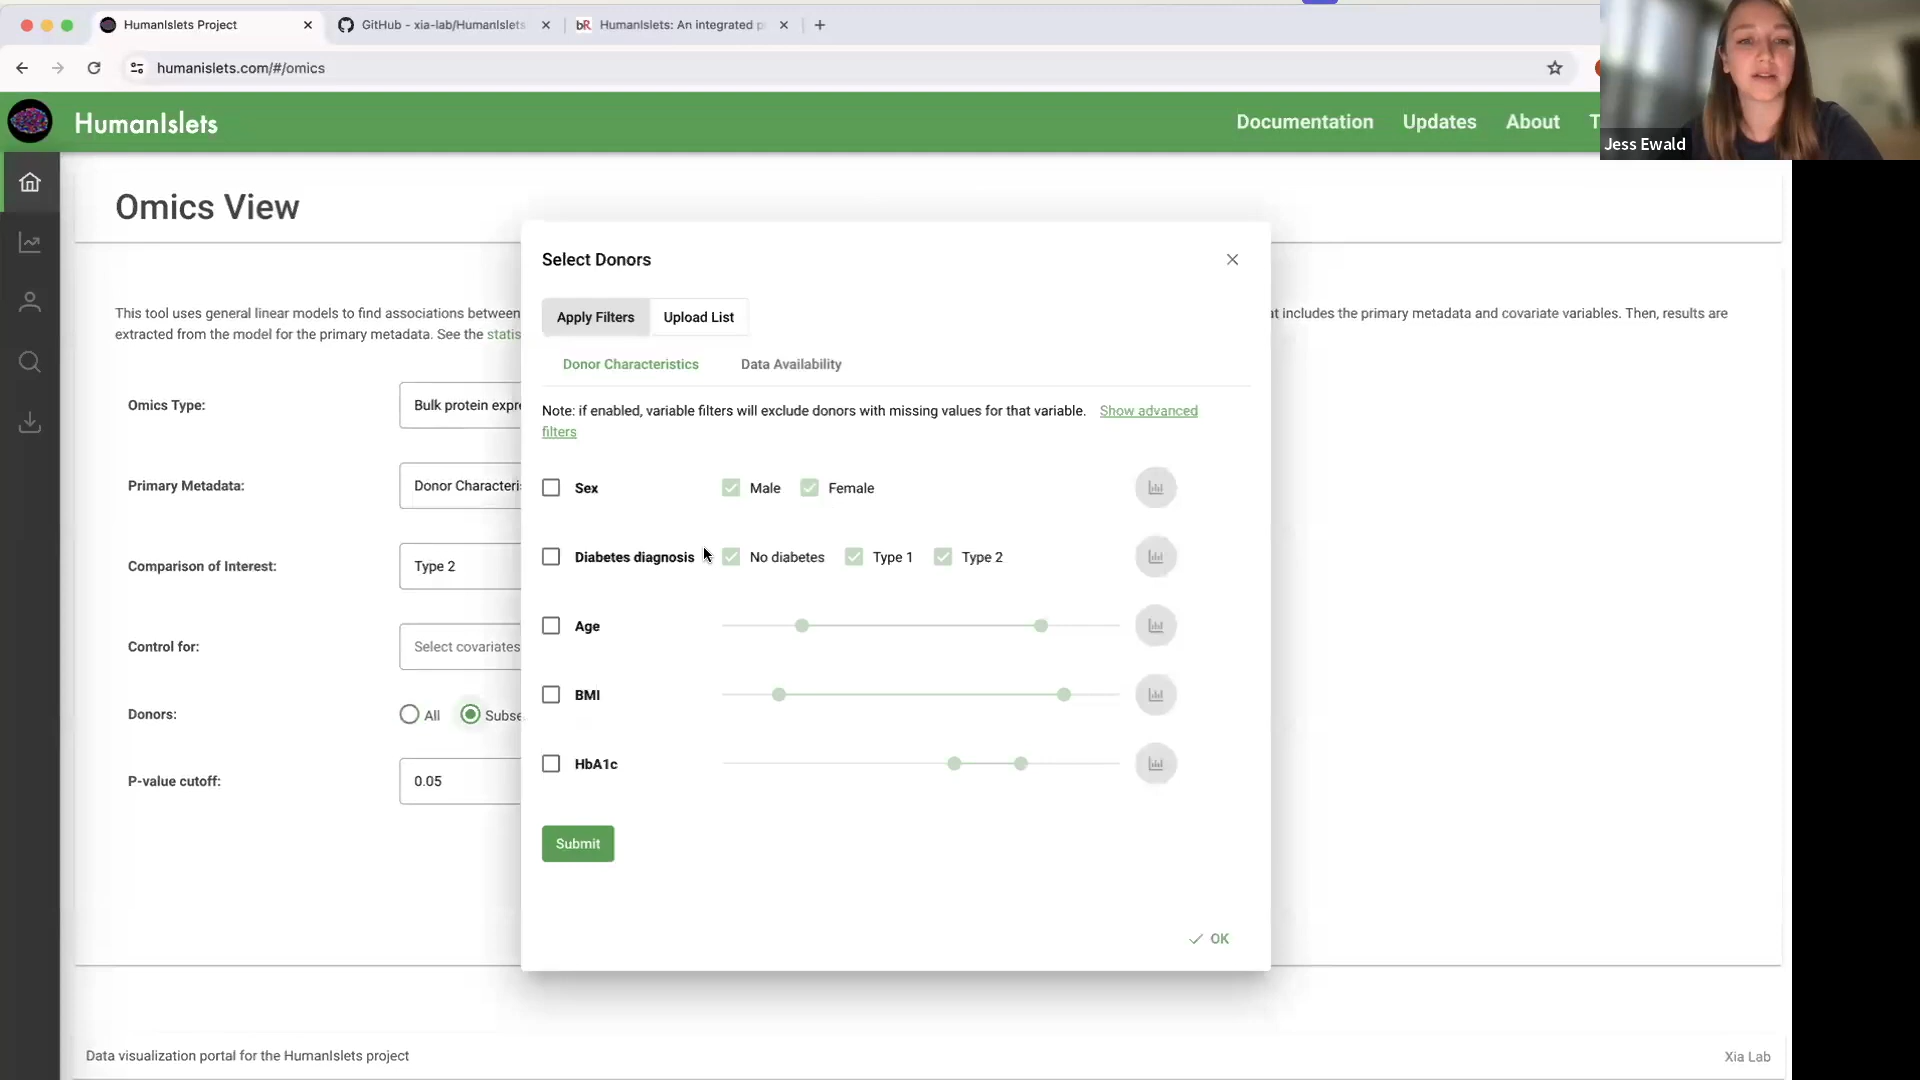 HumanIslets Project
GitHub - xia-lab/HumanIslets
bR HumanIslets: An integrated p
humanislets.com/#/omics
HumanIslets
Documentation Updates About T
Jess Ewald
Omics View
This tool uses general linear models to find associations between
t includes the primary metadata and covariate variables. Then, results are
extracted from the model for the primary metadata. See the statis
Omics Type: Bulk protein expre
Primary Metadata: Donor Characteris
Comparison of Interest: Type 2
Control for: Select covariates
Donors: All Subse
P-value cutoff: 0.05
Select Donors
Apply Filters Upload List
Donor Characteristics Data Availability
Note: if enabled, variable filters will exclude donors with missing values for that variable. Show advanced
filters
Sex Male Female
Diabetes diagnosis No diabetes Type 1 Type 2
Age
BMI
HbA1c
Submit
OK
Data visualization portal for the HumanIslets project
Xia Lab